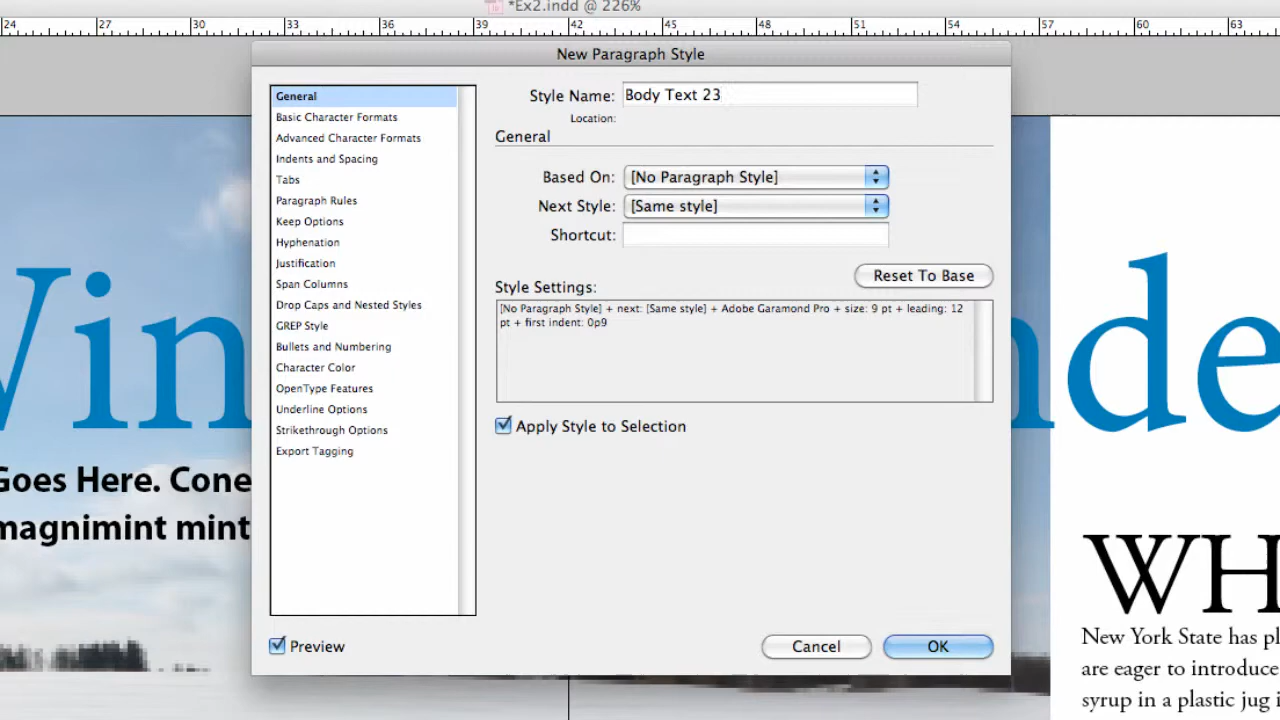 *Ex2.indd @ 226%
24 27 30 33 36 39 42 45 48 51 54 57 60 63
New Paragraph Style
General
Basic Character Formats
Advanced Character Formats
Indents and Spacing
Tabs
Paragraph Rules
Keep Options
Hyphenation
Justification
Span Columns
Drop Caps and Nested Styles
GREP Style
Bullets and Numbering
Character Color
OpenType Features
Underline Options
Strikethrough Options
Export Tagging
Style Name: Body Text 23
Location:
General
Based On: [No Paragraph Style]
Next Style: [Same style]
Shortcut:
Reset To Base
Style Settings:
[No Paragraph Style] + next: [Same style] + Adobe Garamond Pro + size: 9 pt + leading: 12
pt + first indent: 0p9
Apply Style to Selection
Preview
Cancel
OK
Win
nde
Goes Here. Cone
magnimint mint
WH
New York State has pl
are eager to introduce
syrup in a plastic jug i